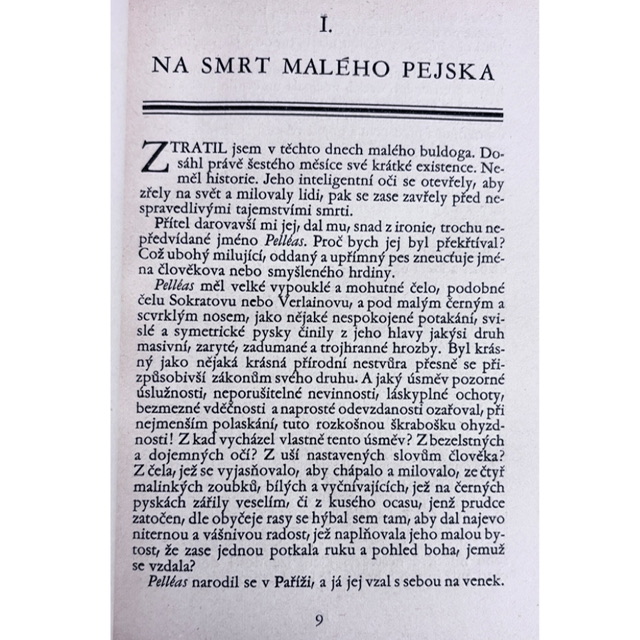 I.
NA SMRT MALÉHO PEJSKA
ZTRATIL jsem v těchto dnech malého buldoga. Do-
sáhl právě šestého měsíce své krátké existence. Ne-
měl historie. Jeho inteligentní oči se otevřely, aby
zřely na svět a milovaly lidi, pak se zase zavřely před ne-
spravedlivými tajemstvími smrti.
Přítel darovavší mi jej, dal mu, snad z ironie, trochu ne-
předvídané jméno Pelléas. Proč bych jej byl překřtíval?
Což ubohý milující, oddaný a upřímný pes zneucťuje jmé-
na člověkova nebo smyšleného hrdiny.
Pelléas měl velké vypouklé a mohutné čelo, podobné
čelu Sokratovu nebo Verlainovu, a pod malým černým a
scvrklým nosem, jako nějaké nespokojené potakání, svi-
slé a symetrické pysky činily z jeho hlavy jakýsi druh
masivní, zaryté, zadumané a trojhranné hrozby. Byl krás-
ný jako nějaká krásná přírodní nestvůra přesně se při-
způsobivší zákonům svého druhu. A jaký úsměv pozorné
úslužnosti, neporušitelné nevinnosti, láskyplné ochoty,
bezmezné vděčnosti a naprosté odevzdanosti ozařoval, při
nejmenším polaskání, tuto rozkošnou škrabošku ohyzd-
nosti! Z kad vycházel vlastně tento úsměv? Z bezelstných
a dojemných očí? Z uší nastavených slovům člověka?
Z čela, jež se vyjasňovalo, aby chápalo a milovalo, ze čtyř
malinkých zoubků, bílých a vyčnívajících, jež na černých
pyskách zářily veselím, či z kusého ocasu, jenž prudce
zatočen, dle obyčeje rasy se hýbal sem tam, aby dal najevo
niternou a vášnivou radost, jež naplňovala jeho malou by-
tost, že zase jednou potkala ruku a pohled boha, jemuž
se vzdala?
Pelléas narodil se v Paříži, a já jej vzal s sebou na venek.
9